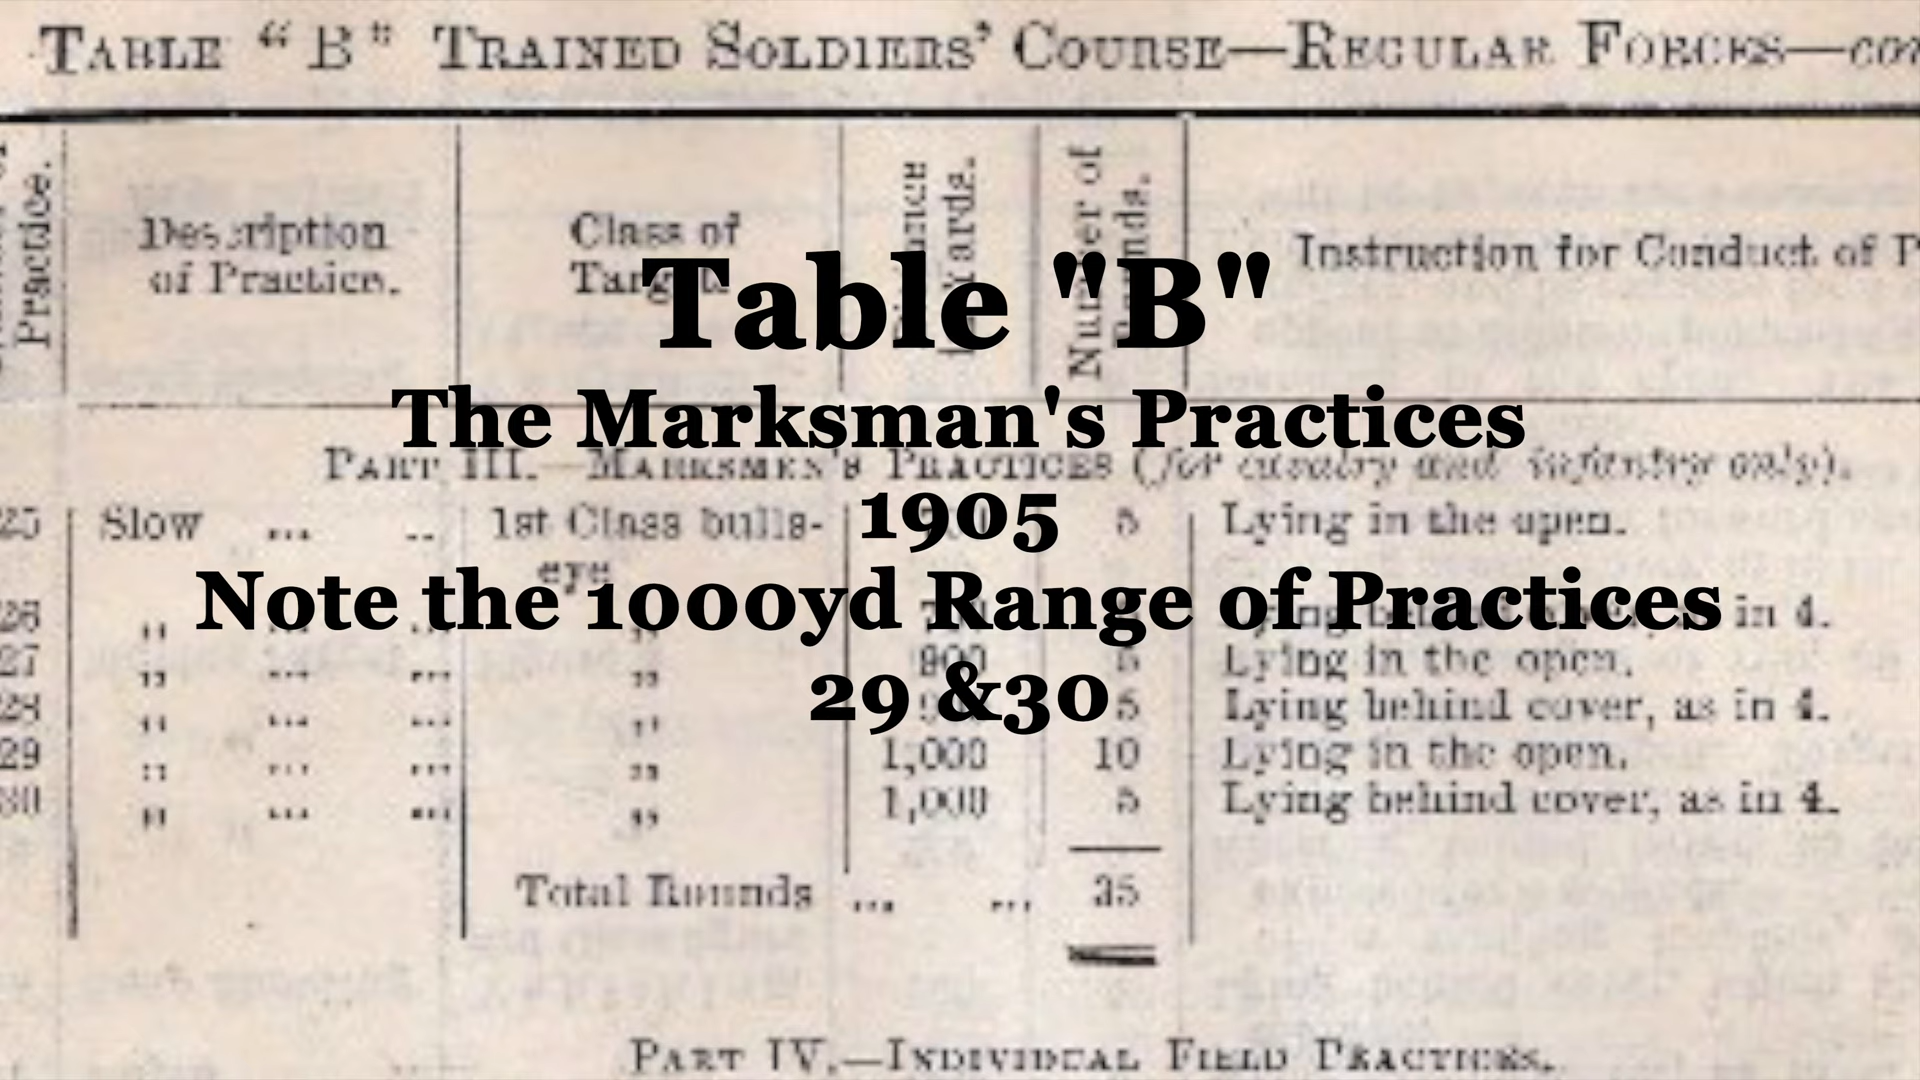 TABLE “B” TRAINED SOLDIERS’ COURSE—REGULAR FORCES—
Practice.
Description
of Practice.
Class of
Yards.
Number of
Instruction for Conduct of
Table "B"
The Marksman's Practices
PART III.—MARKSMEN'S PRACTICES (for cavalry and infantry only).
1905
25 Slow ... .. 1st Class bulls- 5 Lying in the open.
eye
Note the 1000yd Range of Practices
26 " ... ... " in 4.
27 " ... ... " 800 5 Lying in the open.
28 " ... ... " 5 Lying behind cover, as in 4.
29 &30
29 " ... ... " 1,000 10 Lying in the open.
30 " ... ... " 1,000 5 Lying behind cover, as in 4.
Total Rounds ... ... 35
PART IV.—INDIVIDUAL FIELD PRACTICES.